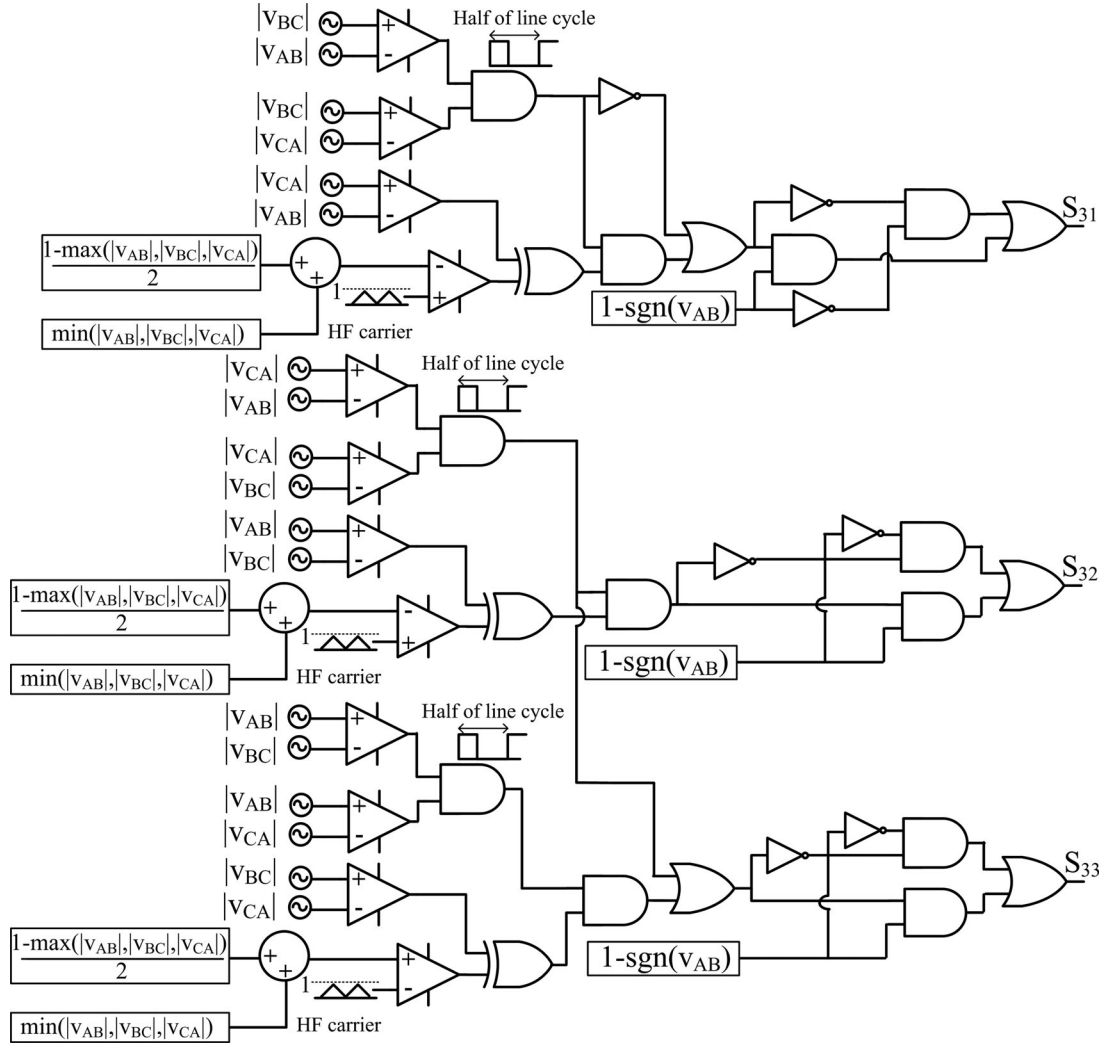 |vBC|
|vAB|
Half of line cycle
|vBC|
|vCA|
|vCA|
|vAB|
S31
1-max(|vAB|,|vBC|,|vCA|)
2
1
1-sgn(vAB)
min(|vAB|,|vBC|,|vCA|)
HF carrier
|vCA|
|vAB|
Half of line cycle
|vCA|
|vBC|
|vAB|
|vBC|
S32
1-max(|vAB|,|vBC|,|vCA|)
2
1
1-sgn(vAB)
min(|vAB|,|vBC|,|vCA|)
HF carrier
|vAB|
|vBC|
Half of line cycle
|vAB|
|vCA|
|vBC|
|vCA|
S33
1-max(|vAB|,|vBC|,|vCA|)
2
1
1-sgn(vAB)
min(|vAB|,|vBC|,|vCA|)
HF carrier